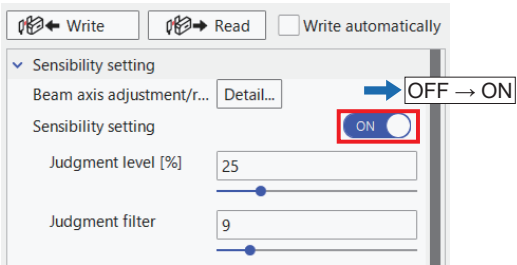 Write
Read
Write automatically
Sensibility setting
Beam axis adjustment/r...
Detail...
OFF → ON
Sensibility setting
ON
Judgment level [%]
25
Judgment filter
9